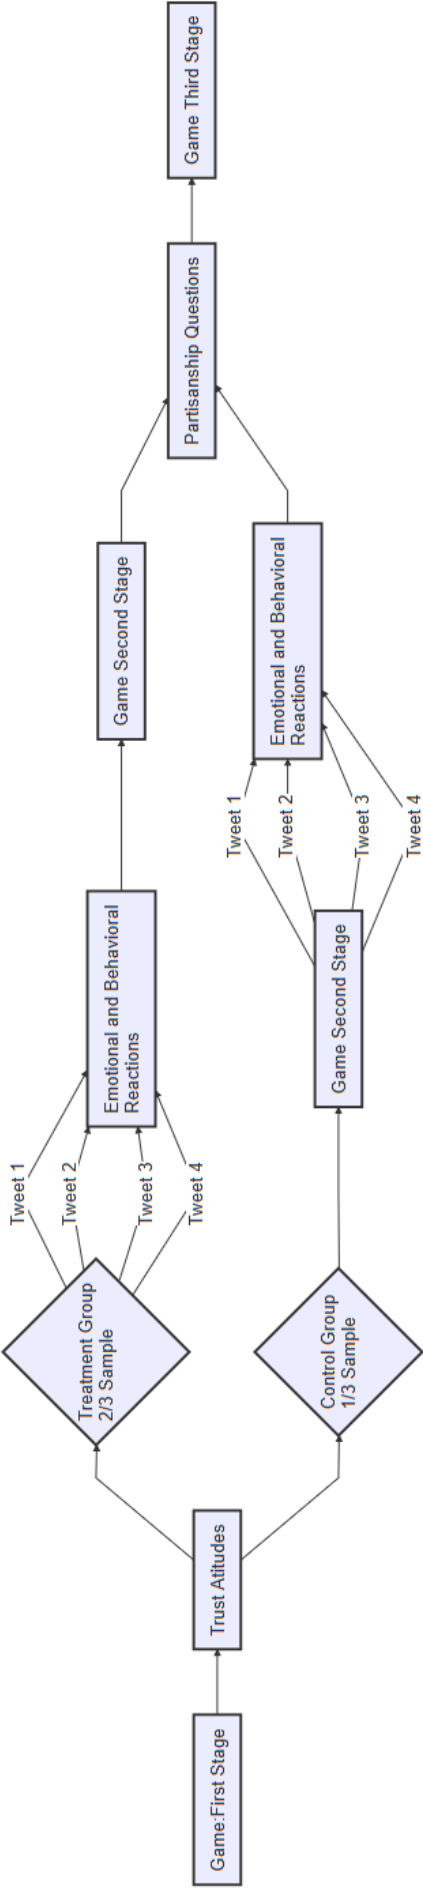 Game:First Stage
Trust Atitudes
Treatment Group
2/3 Sample
Tweet 1
Tweet 2
Tweet 3
Tweet 4
Emotional and Behavioral
Reactions
Game Second Stage
Control Group
1/3 Sample
Game Second Stage
Tweet 1
Tweet 2
Tweet 3
Tweet 4
Emotional and Behavioral
Reactions
Partisanship Questions
Game Third Stage